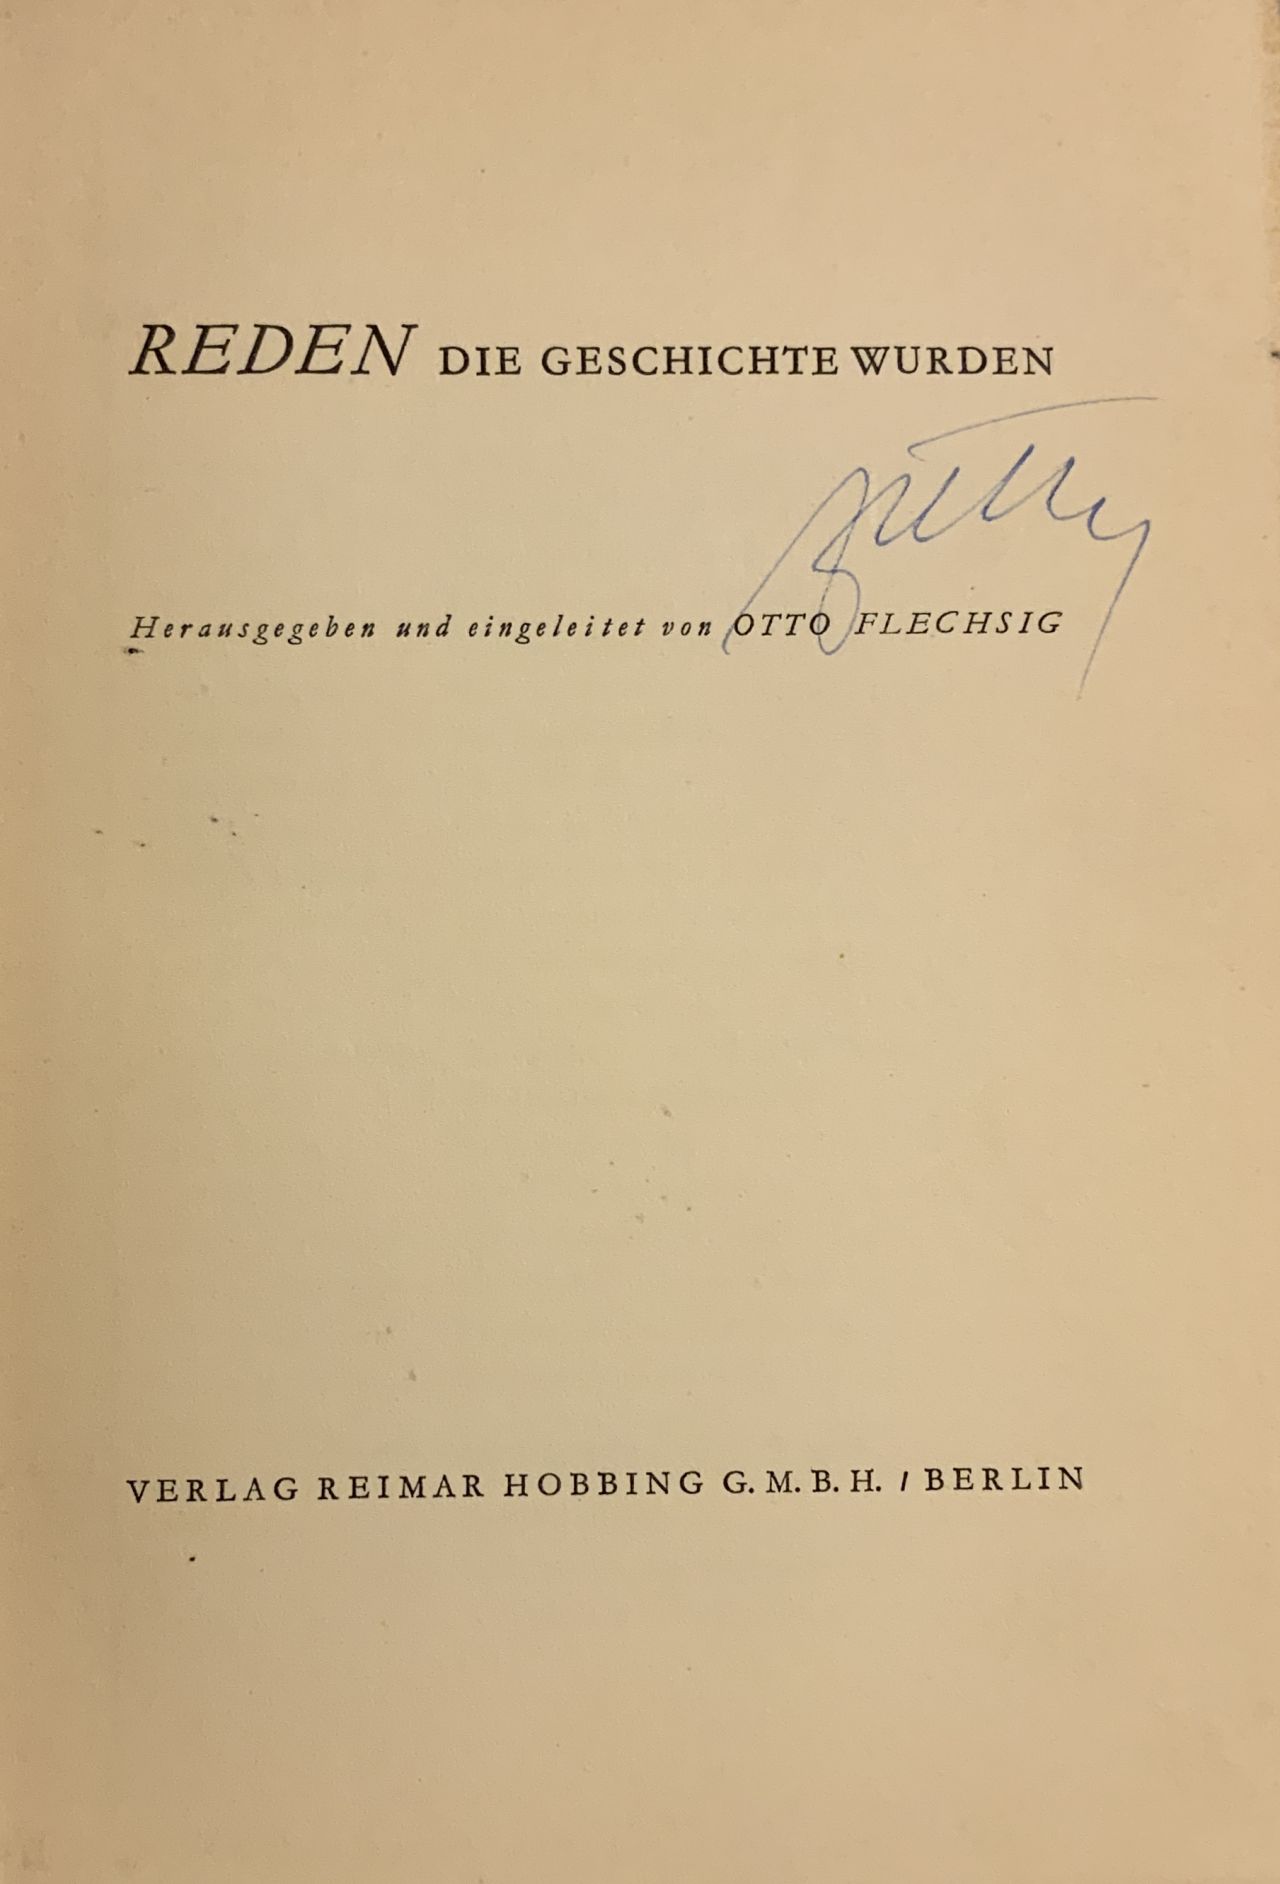 REDEN DIE GESCHICHTE WURDEN
Herausgegeben und eingeleitet von OTTO FLECHSIG
VERLAG REIMAR HOBBING G.M.B.H. / BERLIN